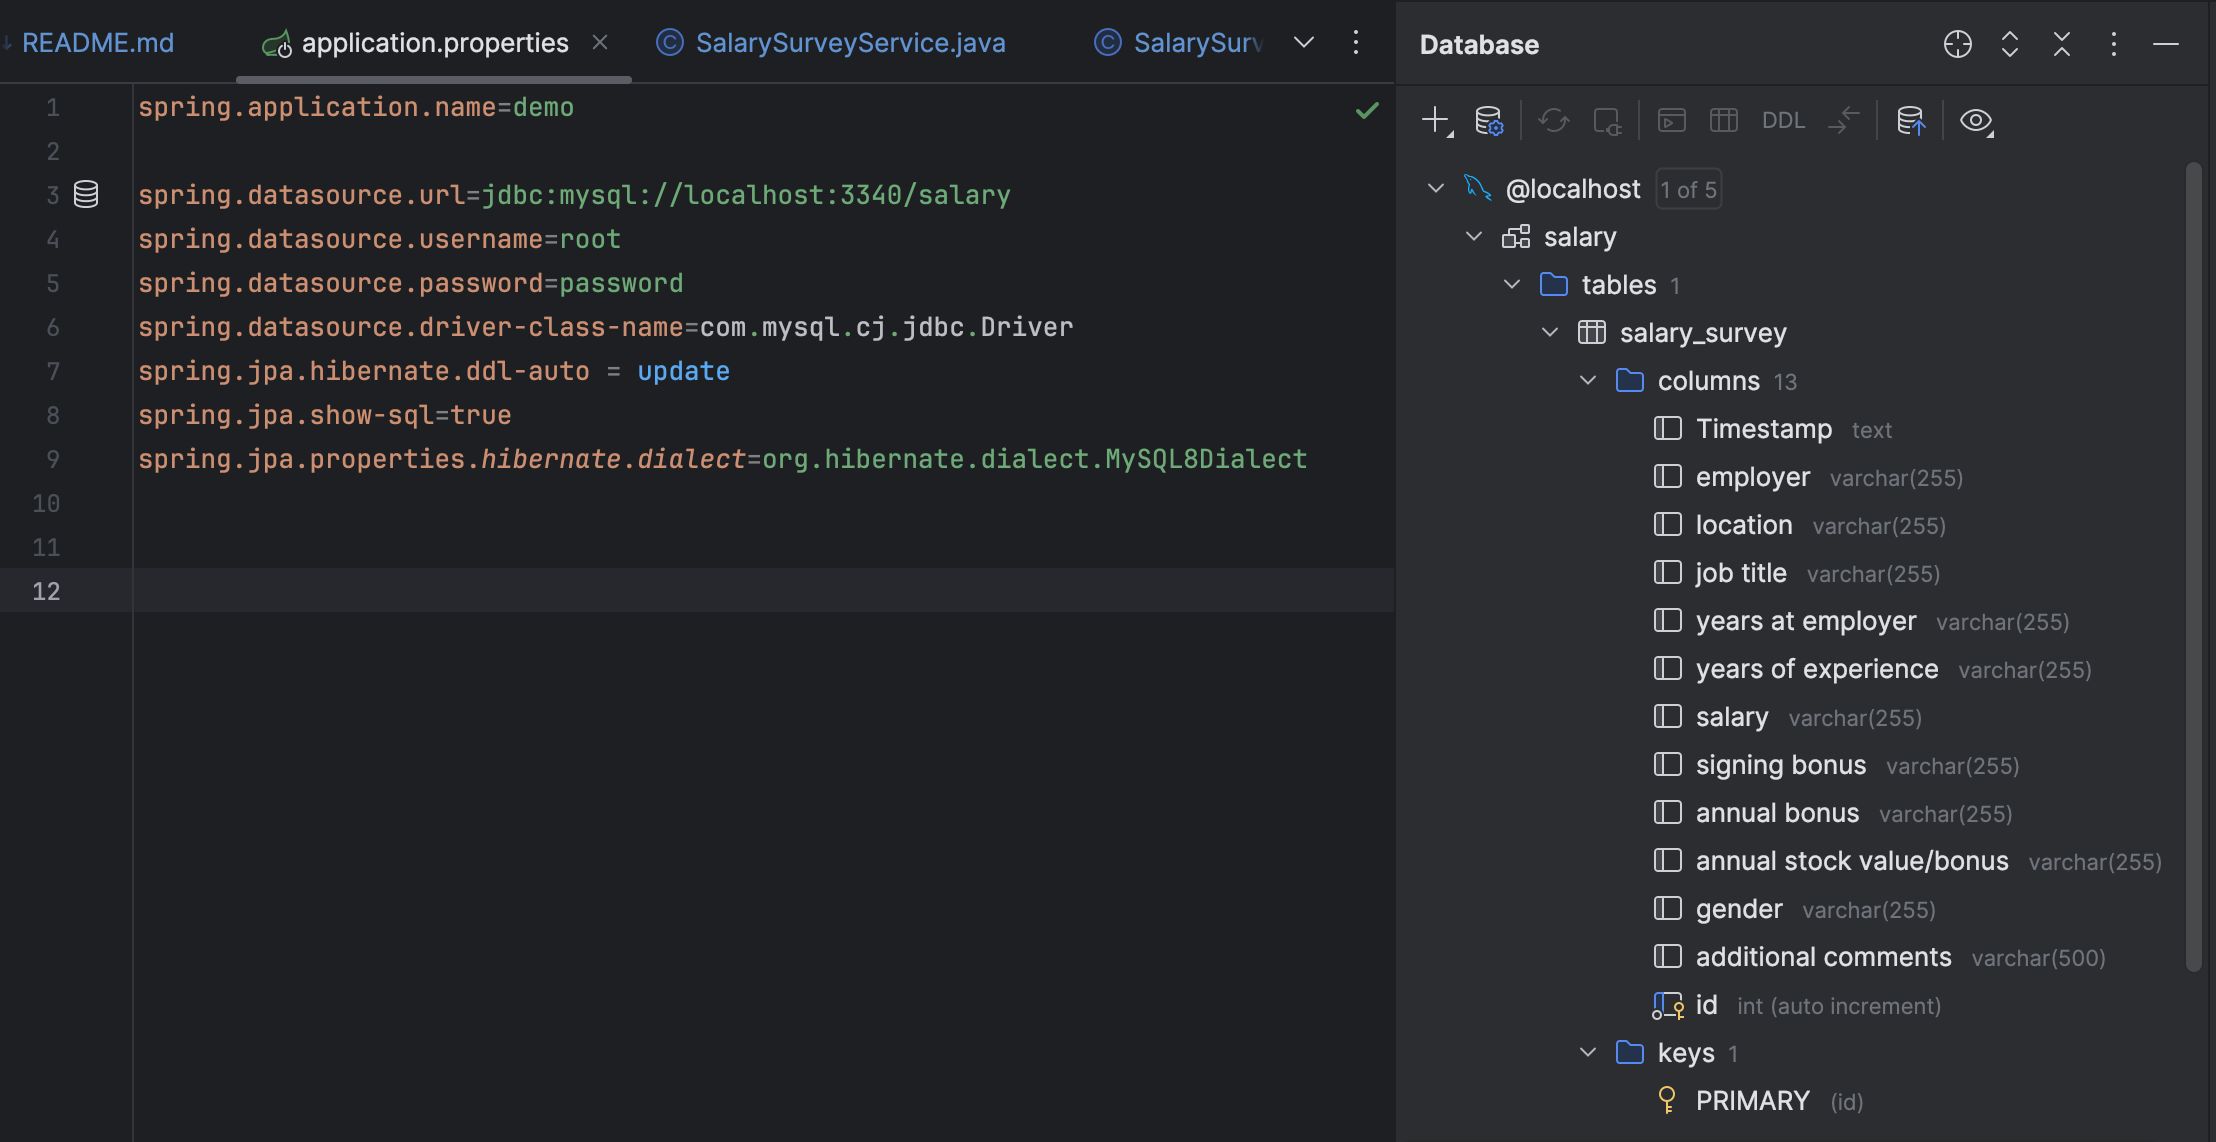 README.md
application.properties
SalarySurveyService.java
SalarySurv
1 spring.application.name=demo
2
3 spring.datasource.url=jdbc:mysql://localhost:3340/salary
4 spring.datasource.username=root
5 spring.datasource.password=password
6 spring.datasource.driver-class-name=com.mysql.cj.jdbc.Driver
7 spring.jpa.hibernate.ddl-auto = update
8 spring.jpa.show-sql=true
9 spring.jpa.properties.hibernate.dialect=org.hibernate.dialect.MySQL8Dialect
10
11
12
Database
DDL
@localhost 1 of 5
salary
tables 1
salary_survey
columns 13
Timestamp text
employer varchar(255)
location varchar(255)
job title varchar(255)
years at employer varchar(255)
years of experience varchar(255)
salary varchar(255)
signing bonus varchar(255)
annual bonus varchar(255)
annual stock value/bonus varchar(255)
gender varchar(255)
additional comments varchar(500)
id int (auto increment)
keys 1
PRIMARY (id)